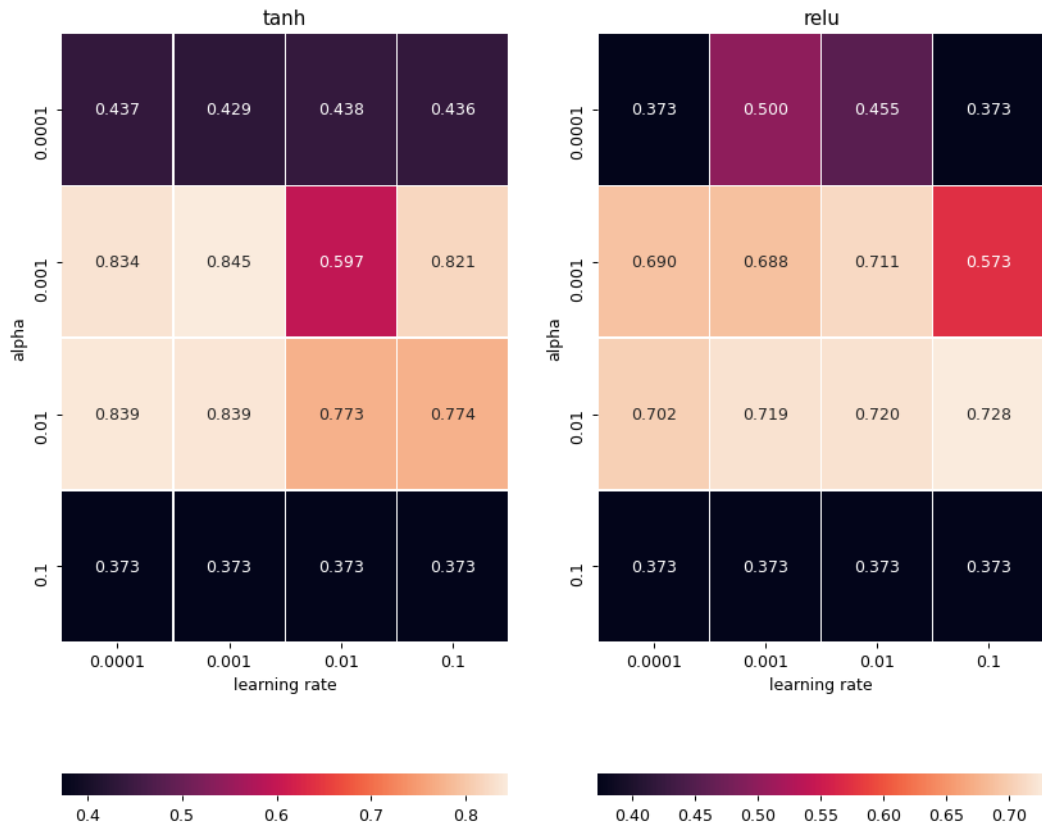 tanh
0.0001 0.437 0.429 0.438 0.436
0.001 0.834 0.845 0.597 0.821
alpha
0.01 0.839 0.839 0.773 0.774
0.1 0.373 0.373 0.373 0.373
0.0001 0.001 0.01 0.1
learning rate
0.4 0.5 0.6 0.7 0.8
relu
0.0001 0.373 0.500 0.455 0.373
0.001 0.690 0.688 0.711 0.573
alpha
0.01 0.702 0.719 0.720 0.728
0.1 0.373 0.373 0.373 0.373
0.0001 0.001 0.01 0.1
learning rate
0.40 0.45 0.50 0.55 0.60 0.65 0.70